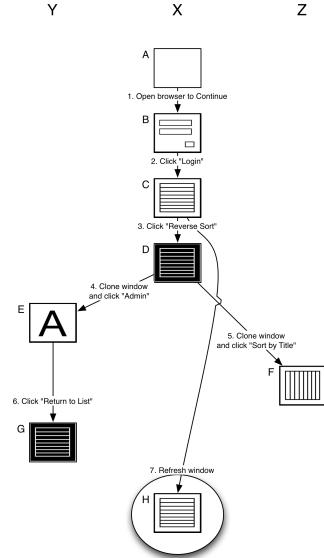 Y X Z
A
1. Open browser to Continue
B
2. Click "Login"
C
3. Click "Reverse Sort"
D
4. Clone window
and click "Admin"
E
A
5. Clone window
and click "Sort by Title"
F
6. Click "Return to List"
G
7. Refresh window
H